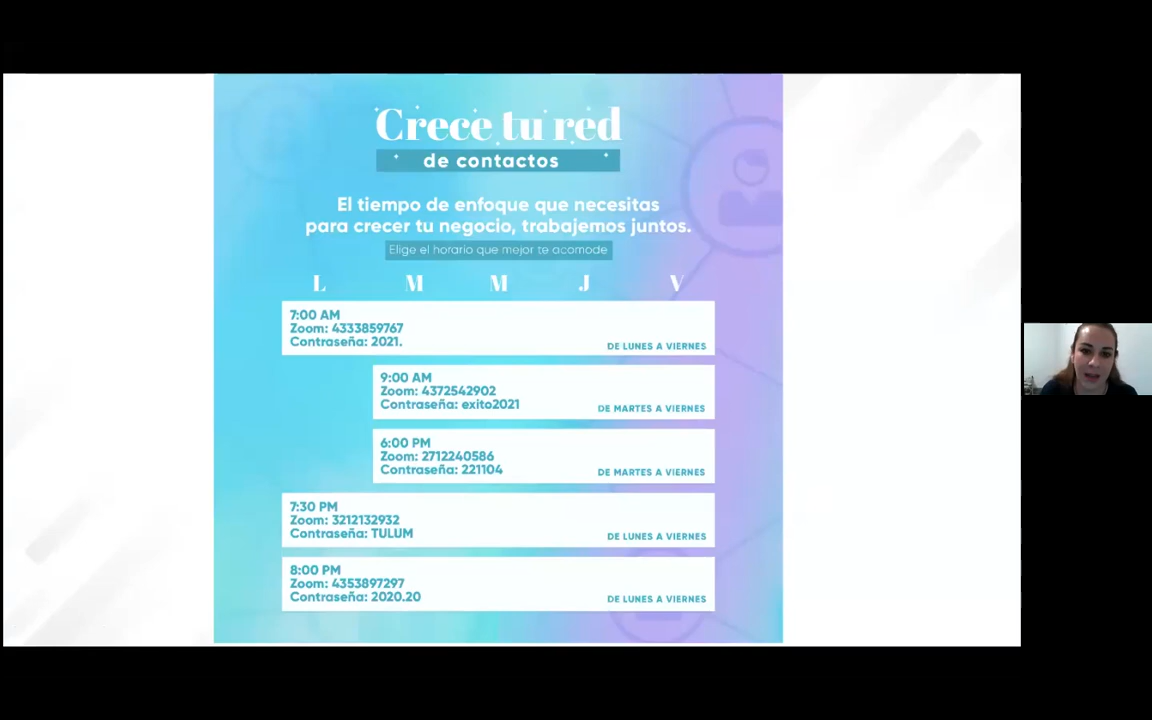 Crece tu red
de contactos
El tiempo de enfoque que necesitas
para crecer tu negocio, trabajemos juntos.
Elige el horario que mejor te acomode
L M M J V
7:00 AM
Zoom: 4333859767
Contraseña: 2021.
DE LUNES A VIERNES
9:00 AM
Zoom: 4372542902
Contraseña: exito2021
DE MARTES A VIERNES
6:00 PM
Zoom: 2712240586
Contraseña: 221104
DE MARTES A VIERNES
7:30 PM
Zoom: 3212132932
Contraseña: TULUM
DE LUNES A VIERNES
8:00 PM
Zoom: 4353897297
Contraseña: 2020.20
DE LUNES A VIERNES